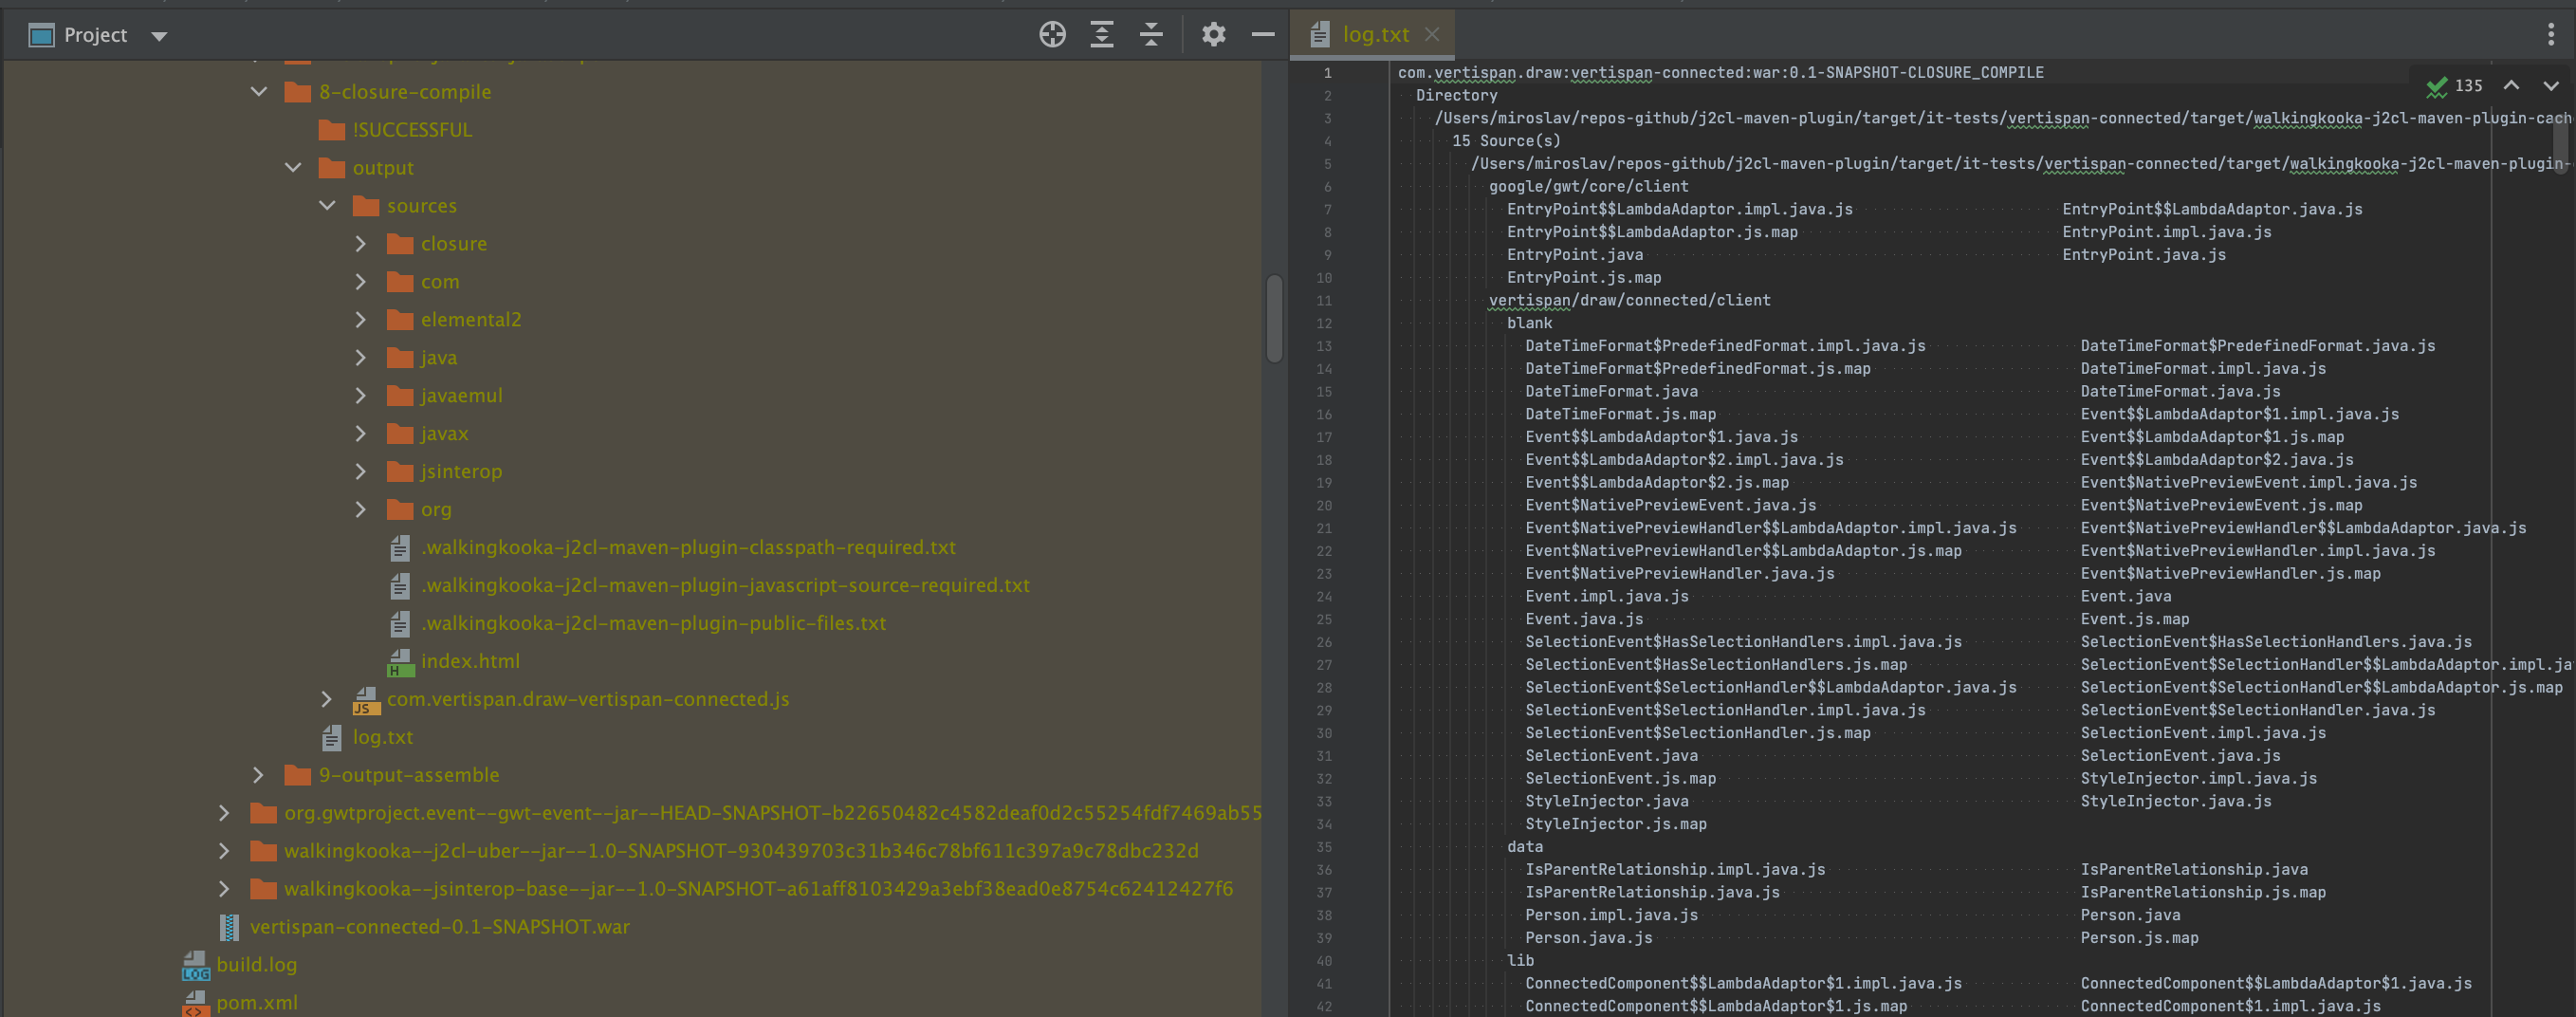 Project
8-closure-compile
!SUCCESSFUL
output
sources
closure
com
elemental2
java
javaemul
javax
jsinterop
org
.walkingkooka-j2cl-maven-plugin-classpath-required.txt
.walkingkooka-j2cl-maven-plugin-javascript-source-required.txt
.walkingkooka-j2cl-maven-plugin-public-files.txt
index.html
com.vertispan.draw-vertispan-connected.js
log.txt
9-output-assemble
org.gwtproject.event--gwt-event--jar--HEAD-SNAPSHOT-b22650482c4582deaf0d2c55254fdf7469ab55
walkingkooka--j2cl-uber--jar--1.0-SNAPSHOT-930439703c31b346c78bf611c397a9c78dbc232d
walkingkooka--jsinterop-base--jar--1.0-SNAPSHOT-a61aff8103429a3ebf38ead0e8754c62412427f6
vertispan-connected-0.1-SNAPSHOT.war
build.log
pom.xml
log.txt
135
1 com.vertispan.draw:vertispan-connected:war:0.1-SNAPSHOT-CLOSURE_COMPILE
2 Directory
3 /Users/miroslav/repos-github/j2cl-maven-plugin/target/it-tests/vertispan-connected/target/walkingkooka-j2cl-maven-plugin-cach
4 15 Source(s)
5 /Users/miroslav/repos-github/j2cl-maven-plugin/target/it-tests/vertispan-connected/target/walkingkooka-j2cl-maven-plugin-
6 google/gwt/core/client
7 EntryPoint$$LambdaAdaptor.impl.java.js EntryPoint$$LambdaAdaptor.java.js
8 EntryPoint$$LambdaAdaptor.js.map EntryPoint.impl.java.js
9 EntryPoint.java EntryPoint.java.js
10 EntryPoint.js.map
11 vertispan/draw/connected/client
12 blank
13 DateTimeFormat$PredefinedFormat.impl.java.js DateTimeFormat$PredefinedFormat.java.js
14 DateTimeFormat$PredefinedFormat.js.map DateTimeFormat.impl.java.js
15 DateTimeFormat.java DateTimeFormat.java.js
16 DateTimeFormat.js.map Event$$LambdaAdaptor$1.impl.java.js
17 Event$$LambdaAdaptor$1.java.js Event$$LambdaAdaptor$1.js.map
18 Event$$LambdaAdaptor$2.impl.java.js Event$$LambdaAdaptor$2.java.js
19 Event$$LambdaAdaptor$2.js.map Event$NativePreviewEvent.impl.java.js
20 Event$NativePreviewEvent.java.js Event$NativePreviewEvent.js.map
21 Event$NativePreviewHandler$$LambdaAdaptor.impl.java.js Event$NativePreviewHandler$$LambdaAdaptor.java.js
22 Event$NativePreviewHandler$$LambdaAdaptor.js.map Event$NativePreviewHandler.impl.java.js
23 Event$NativePreviewHandler.java.js Event$NativePreviewHandler.js.map
24 Event.impl.java.js Event.java
25 Event.java.js Event.js.map
26 SelectionEvent$HasSelectionHandlers.impl.java.js SelectionEvent$HasSelectionHandlers.java.js
27 SelectionEvent$HasSelectionHandlers.js.map SelectionEvent$SelectionHandler$$LambdaAdaptor.impl.ja
28 SelectionEvent$SelectionHandler$$LambdaAdaptor.java.js SelectionEvent$SelectionHandler$$LambdaAdaptor.js.map
29 SelectionEvent$SelectionHandler.impl.java.js SelectionEvent$SelectionHandler.java.js
30 SelectionEvent$SelectionHandler.js.map SelectionEvent.impl.java.js
31 SelectionEvent.java SelectionEvent.java.js
32 SelectionEvent.js.map StyleInjector.impl.java.js
33 StyleInjector.java StyleInjector.java.js
34 StyleInjector.js.map
35 data
36 IsParentRelationship.impl.java.js IsParentRelationship.java
37 IsParentRelationship.java.js IsParentRelationship.js.map
38 Person.impl.java.js Person.java
39 Person.java.js Person.js.map
40 lib
41 ConnectedComponent$$LambdaAdaptor$1.impl.java.js ConnectedComponent$$LambdaAdaptor$1.java.js
42 ConnectedComponent$$LambdaAdaptor$1.js.map ConnectedComponent$1.impl.java.js